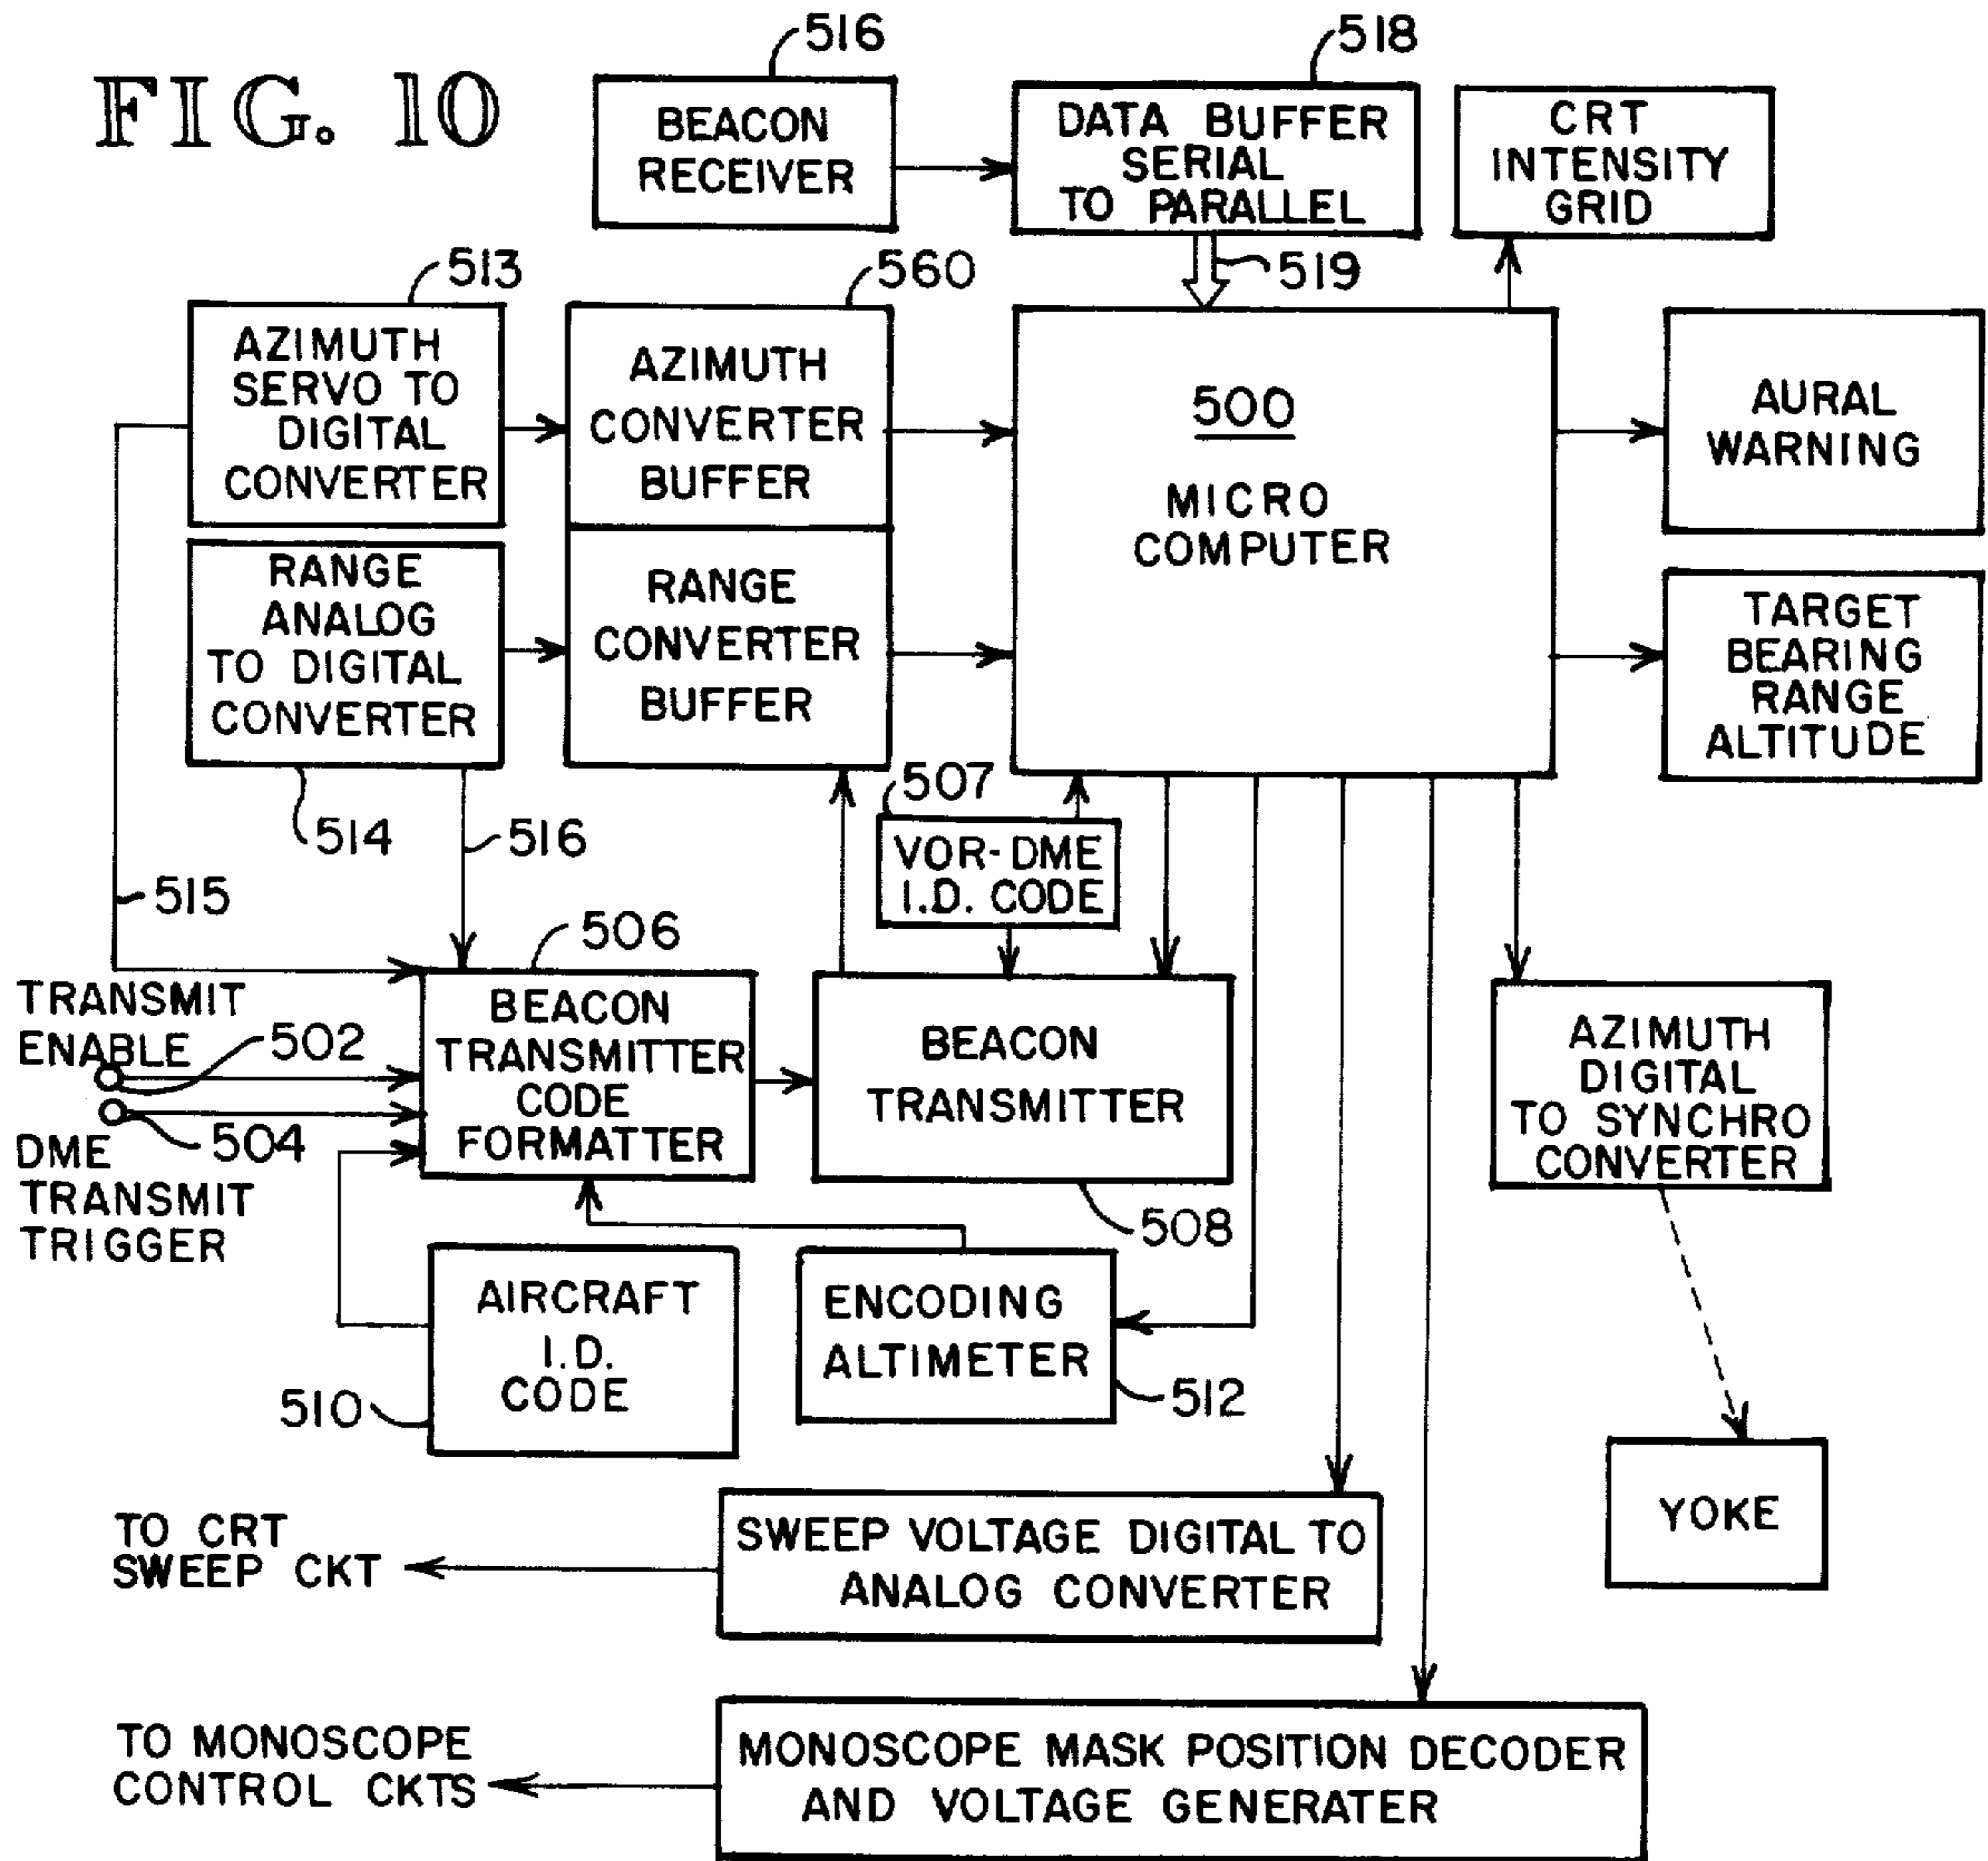 FIG. 10
516
518
BEACON
RECEIVER
DATA BUFFER
SERIAL
TO PARALLEL
CRT
INTENSITY
GRID
513
560
519
AZIMUTH
SERVO TO
DIGITAL
CONVERTER
AZIMUTH
CONVERTER
BUFFER
500
MICRO
COMPUTER
AURAL
WARNING
RANGE
ANALOG
TO DIGITAL
CONVERTER
RANGE
CONVERTER
BUFFER
TARGET
BEARING
RANGE
ALTITUDE
514
516
507
VOR-DME
I.D. CODE
515
506
TRANSMIT
ENABLE
502
504
DME
TRANSMIT
TRIGGER
BEACON
TRANSMITTER
CODE
FORMATTER
BEACON
TRANSMITTER
508
AZIMUTH
DIGITAL
TO SYNCHRO
CONVERTER
AIRCRAFT
I.D.
CODE
510
ENCODING
ALTIMETER
512
YOKE
TO CRT
SWEEP CKT
SWEEP VOLTAGE DIGITAL TO
ANALOG CONVERTER
TO MONOSCOPE
CONTROL CKTS
MONOSCOPE MASK POSITION DECODER
AND VOLTAGE GENERATER